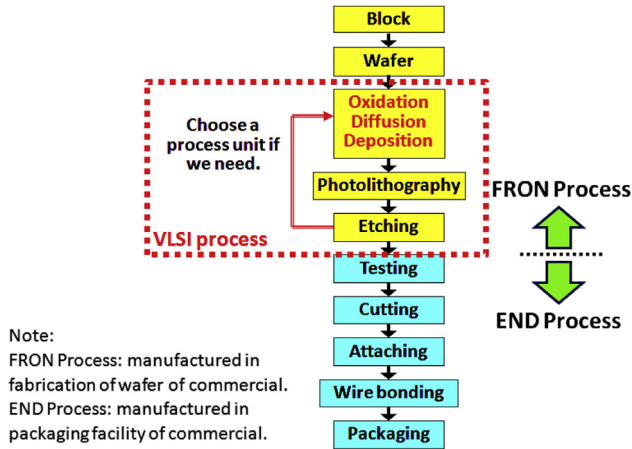 Block
Wafer
Oxidation
Diffusion
Deposition
Choose a
process unit if
we need.
Photolithography
Etching
VLSI process
FRON Process
END Process
Testing
Cutting
Attaching
Wire bonding
Packaging
Note:
FRON Process: manufactured in
fabrication of wafer of commercial.
END Process: manufactured in
packaging facility of commercial.